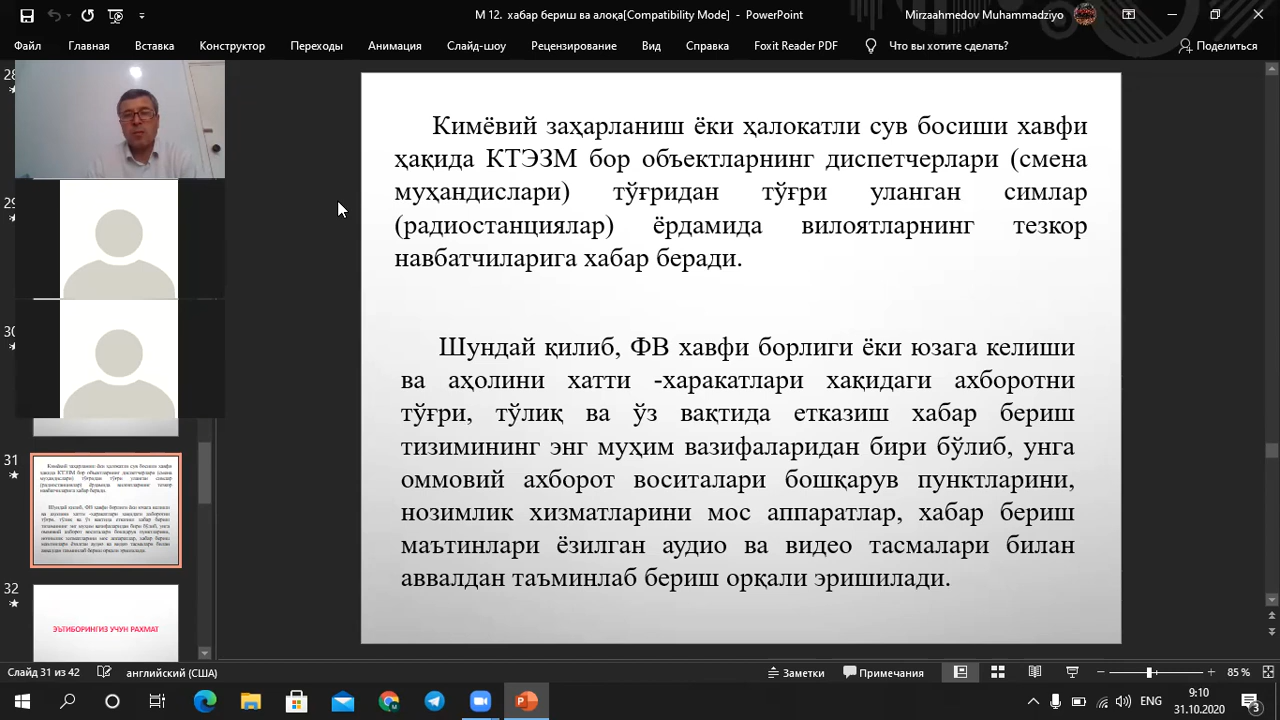 М 12. хабар бериш ва алоқа[Compatibility Mode] - PowerPoint
Mirzaahmedov Muhammadziyo
Файл Главная Вставка Конструктор Переходы Анимация Слайд-шоу Рецензирование Вид Справка Foxit Reader PDF Что вы хотите сделать? Поделиться
28
29
30
31
32
Кимёвий заҳарланиш ёки ҳалокатли сув босиши хавфи
ҳақида КТЭЗМ бор объектларнинг диспетчерлари (смена
муҳандислари) тўғридан тўғри уланган симлар
(радиостанциялар) ёрдамида вилоятларнинг тезкор
навбатчиларига хабар беради.
Шундай қилиб, ФВ хавфи борлиги ёки юзага келиши
ва аҳолини хатти -харакатлари хақидаги ахборотни
тўғри, тўлиқ ва ўз вақтида етказиш хабар бериш
тизимининг энг муҳим вазифаларидан бири бўлиб, унга
оммовий ахборот воситалари бошқарув пунктларини,
нозимлик хизматларини мос аппаратлар, хабар бериш
маътинлари ёзилган аудио ва видео тасмалари билан
аввалдан таъминлаб бериш орқали эришилади.
ЭЪТИБОРИНГИЗ УЧУН РАХМАТ
Слайд 31 из 42 английский (США) Заметки Примечания 85 %
ENG
9:10
31.10.2020
3